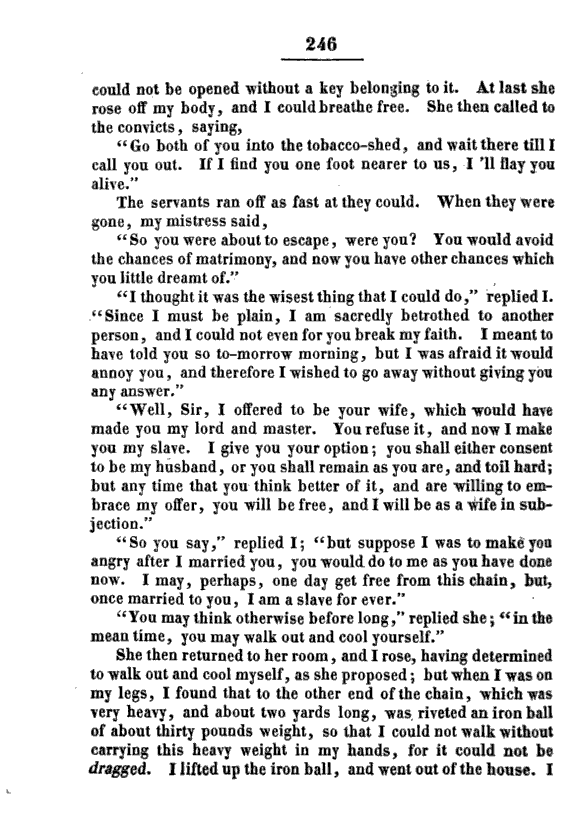 246
could not be opened without a key belonging to it. At last she
rose off my body, and I could breathe free. She then called to
the convicts, saying,
“Go both of you into the tobacco-shed, and wait there till I
call you out. If I find you one foot nearer to us, I 'll flay you
alive.”
The servants ran off as fast at they could. When they were
gone, my mistress said,
“So you were about to escape, were you? You would avoid
the chances of matrimony, and now you have other chances which
you little dreamt of.”
“I thought it was the wisest thing that I could do,” replied I.
“Since I must be plain, I am sacredly betrothed to another
person, and I could not even for you break my faith. I meant to
have told you so to-morrow morning, but I was afraid it would
annoy you, and therefore I wished to go away without giving you
any answer.”
“Well, Sir, I offered to be your wife, which would have
made you my lord and master. You refuse it, and now I make
you my slave. I give you your option; you shall either consent
to be my husband, or you shall remain as you are, and toil hard;
but any time that you think better of it, and are willing to em-
brace my offer, you will be free, and I will be as a wife in sub-
jection.”
“So you say,” replied I; “but suppose I was to make you
angry after I married you, you would do to me as you have done
now. I may, perhaps, one day get free from this chain, but,
once married to you, I am a slave for ever.”
“You may think otherwise before long,” replied she; “in the
mean time, you may walk out and cool yourself.”
She then returned to her room, and I rose, having determined
to walk out and cool myself, as she proposed; but when I was on
my legs, I found that to the other end of the chain, which was
very heavy, and about two yards long, was riveted an iron ball
of about thirty pounds weight, so that I could not walk without
carrying this heavy weight in my hands, for it could not be
dragged. I lifted up the iron ball, and went out of the house. I